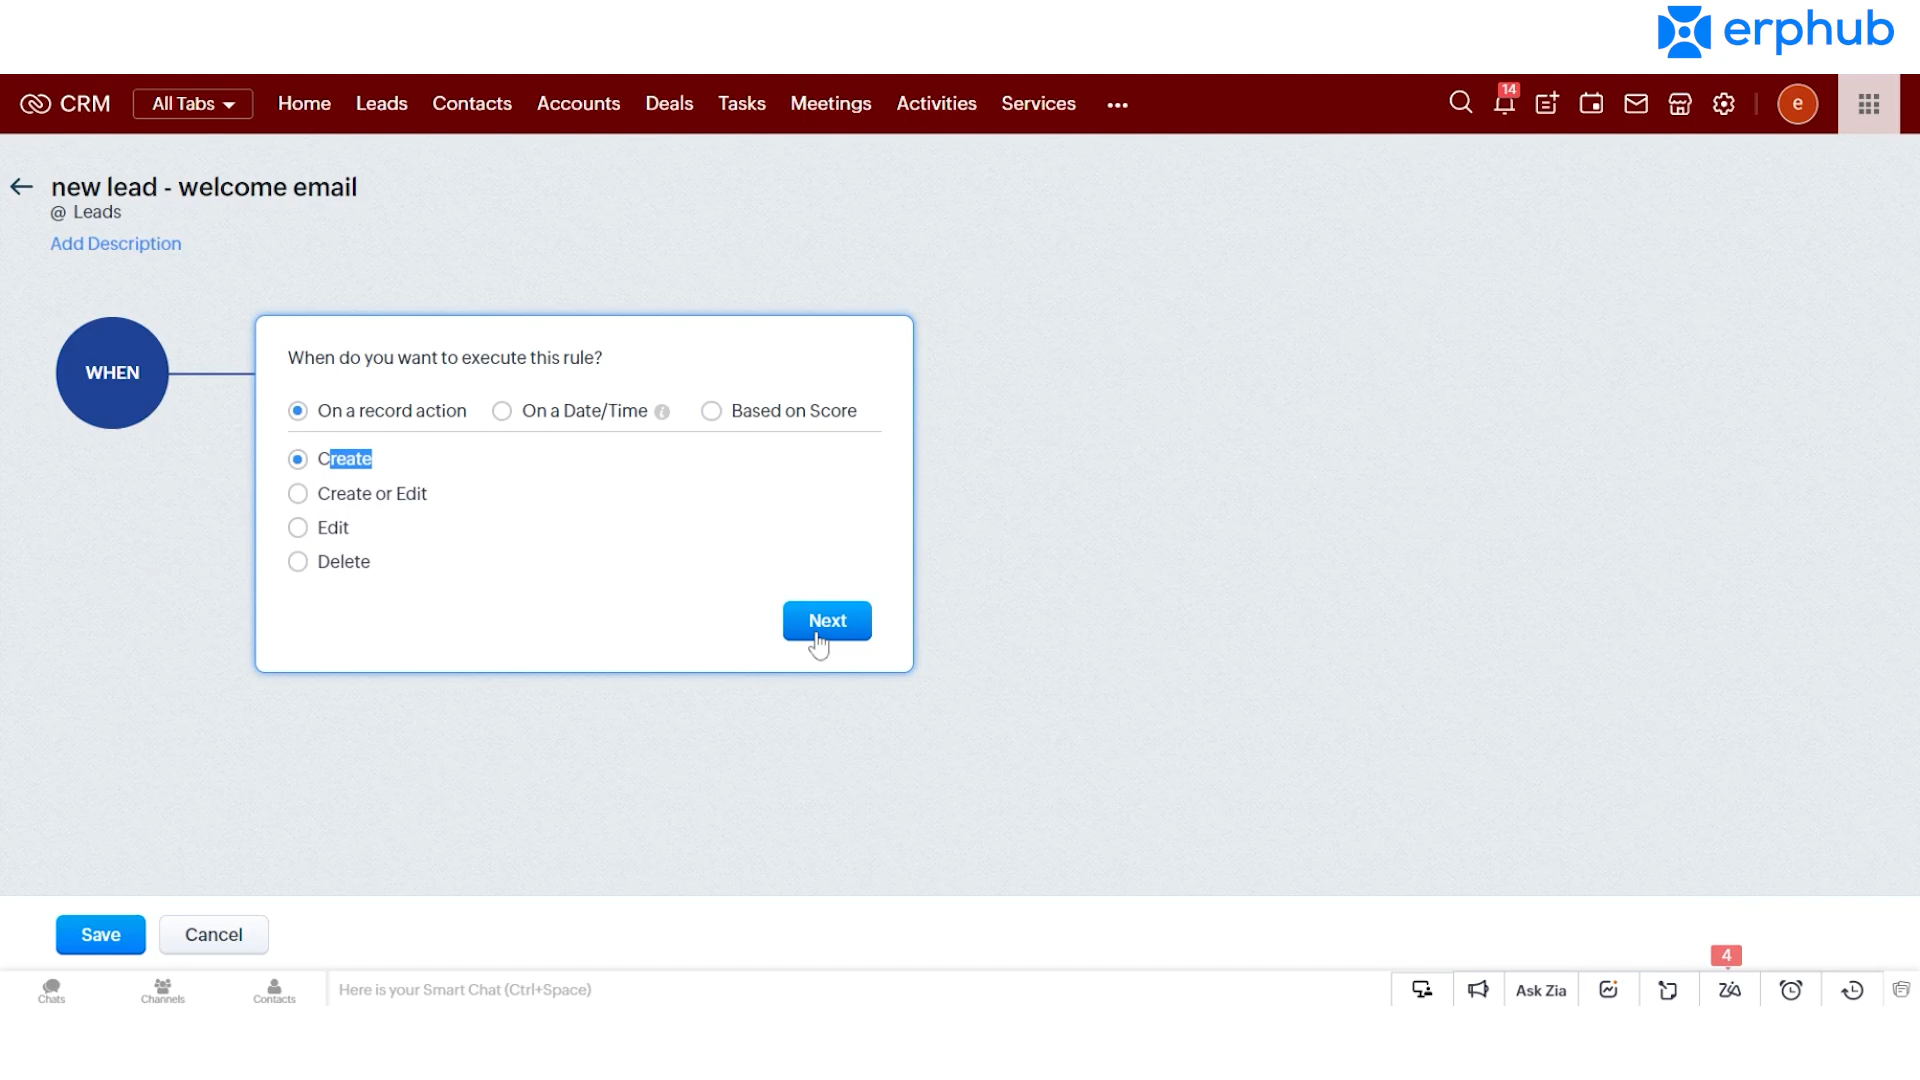 erphub
CRM All Tabs Home Leads Contacts Accounts Deals Tasks Meetings Activities Services ••• 14 e
new lead - welcome email
@ Leads
Add Description
WHEN
When do you want to execute this rule?
On a record action On a Date/Time i Based on Score
Create
Create or Edit
Edit
Delete
Next
Save Cancel
4
Chats Channels Contacts Here is your Smart Chat (Ctrl+Space) Ask Zia